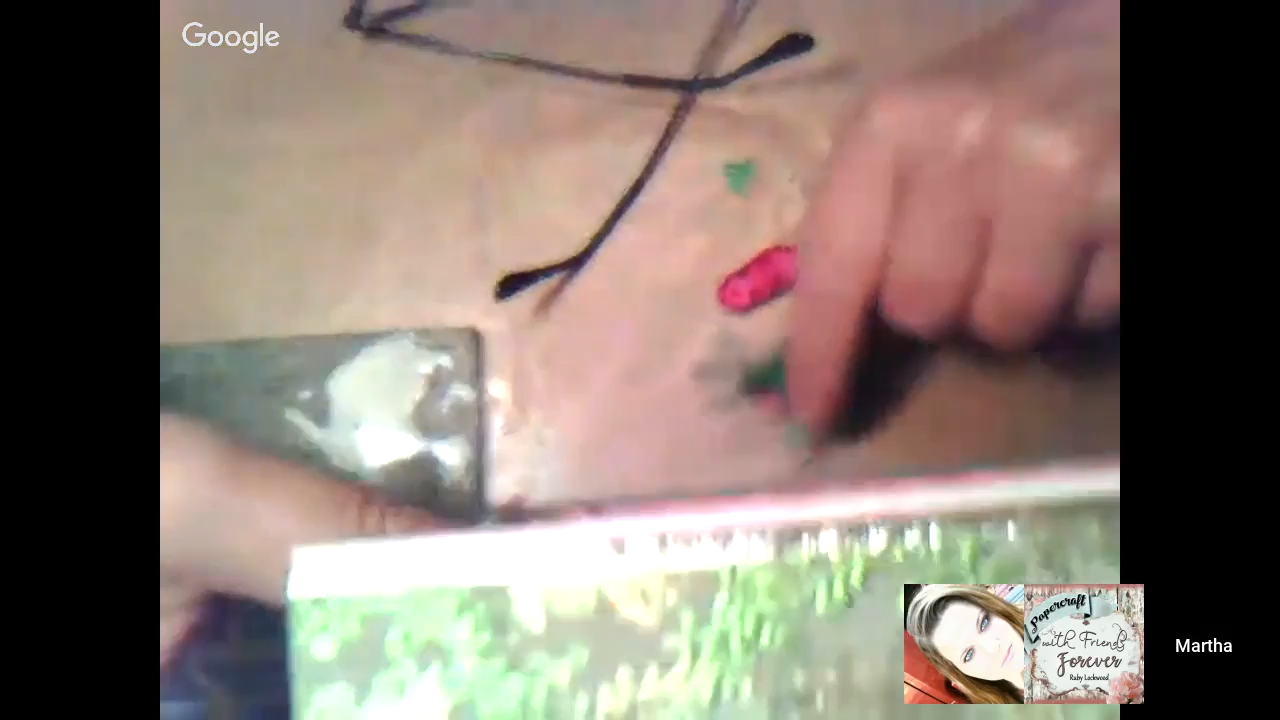 Google
Papercraft
with Friends
Forever
Ruby Lockwood
Martha